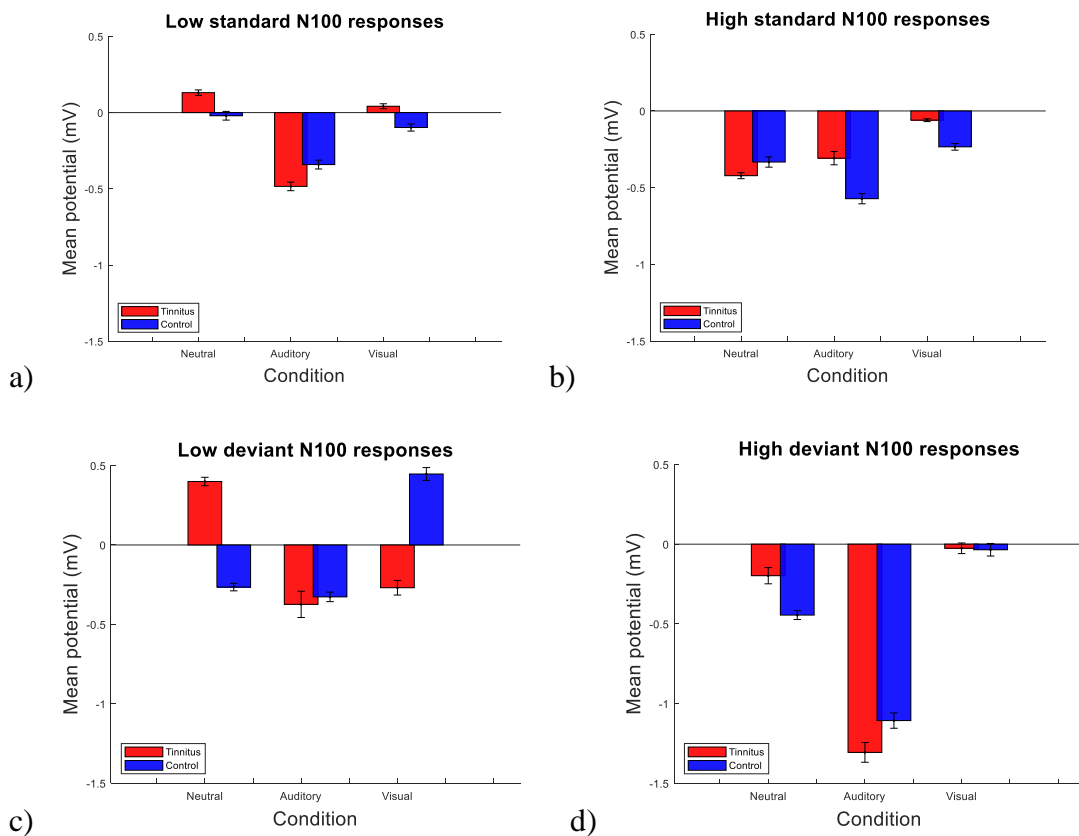 Low standard N100 responses
0.5
0
-0.5
-1
-1.5
Mean potential (mV)
Tinnitus
Control
Neutral Auditory Visual
Condition
a)
High standard N100 responses
0.5
0
-0.5
-1
-1.5
Mean potential (mV)
Tinnitus
Control
Neutral Auditory Visual
Condition
b)
Low deviant N100 responses
0.5
0
-0.5
-1
-1.5
Mean potential (mV)
Tinnitus
Control
Neutral Auditory Visual
Condition
c)
High deviant N100 responses
0.5
0
-0.5
-1
-1.5
Mean potential (mV)
Tinnitus
Control
Neutral Auditory Visual
Condition
d)